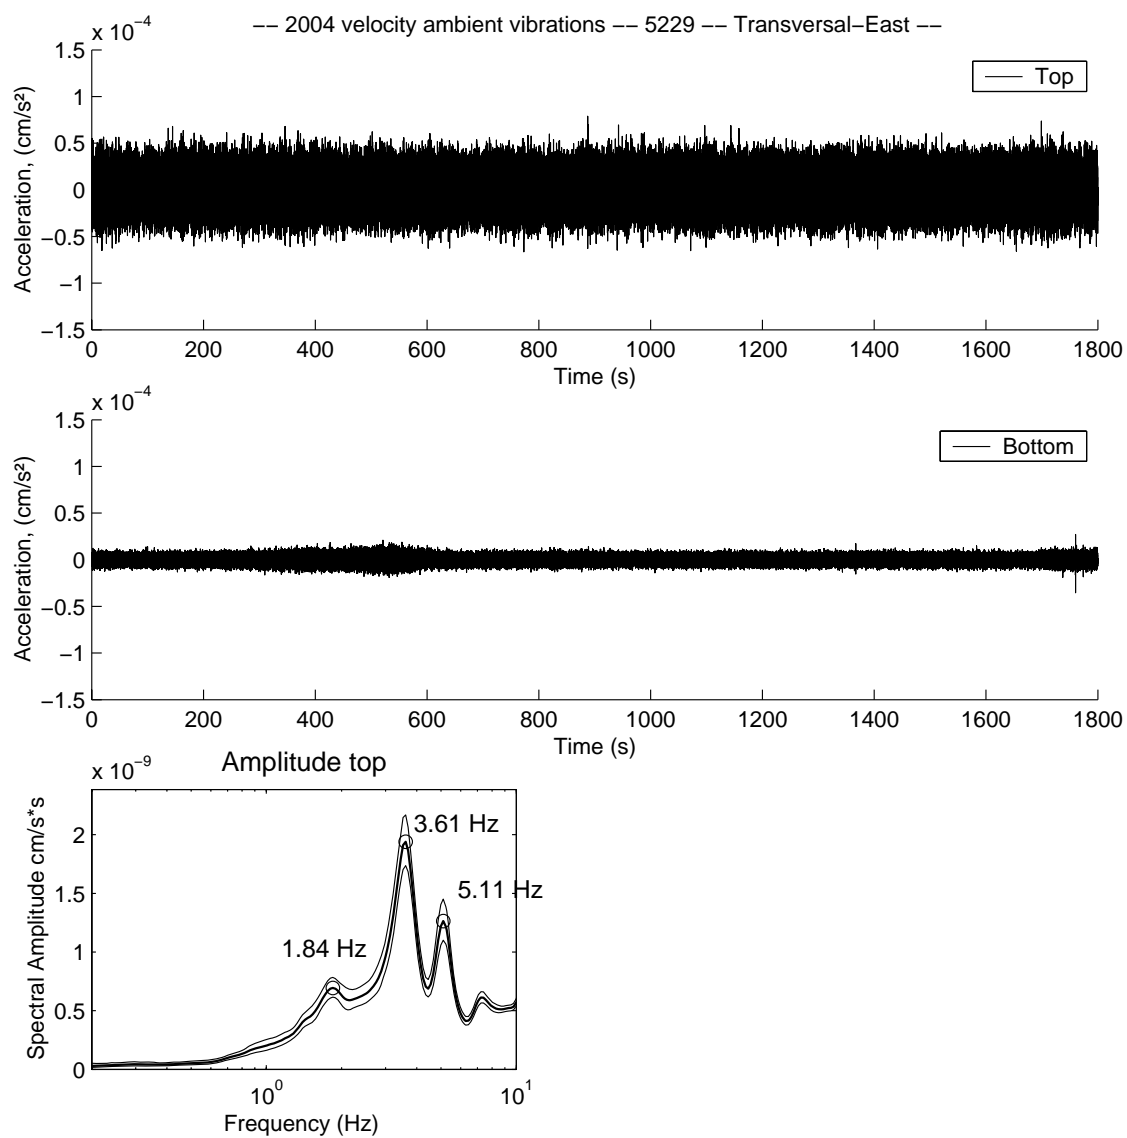 −− 2004 velocity ambient vibrations −− 5229 −− Transversal−East −−
x 10⁻⁴
1.5
1
0.5
0
−0.5
−1
−1.5
Acceleration, (cm/s²)
Top
0 200 400 600 800 1000 1200 1400 1600 1800
Time (s)
x 10⁻⁴
1.5
1
0.5
0
−0.5
−1
−1.5
Acceleration, (cm/s²)
Bottom
0 200 400 600 800 1000 1200 1400 1600 1800
Time (s)
Amplitude top
x 10⁻⁹
2
1.5
1
0.5
0
Spectral Amplitude cm/s*s
3.61 Hz
5.11 Hz
1.84 Hz
10⁰ 10¹
Frequency (Hz)